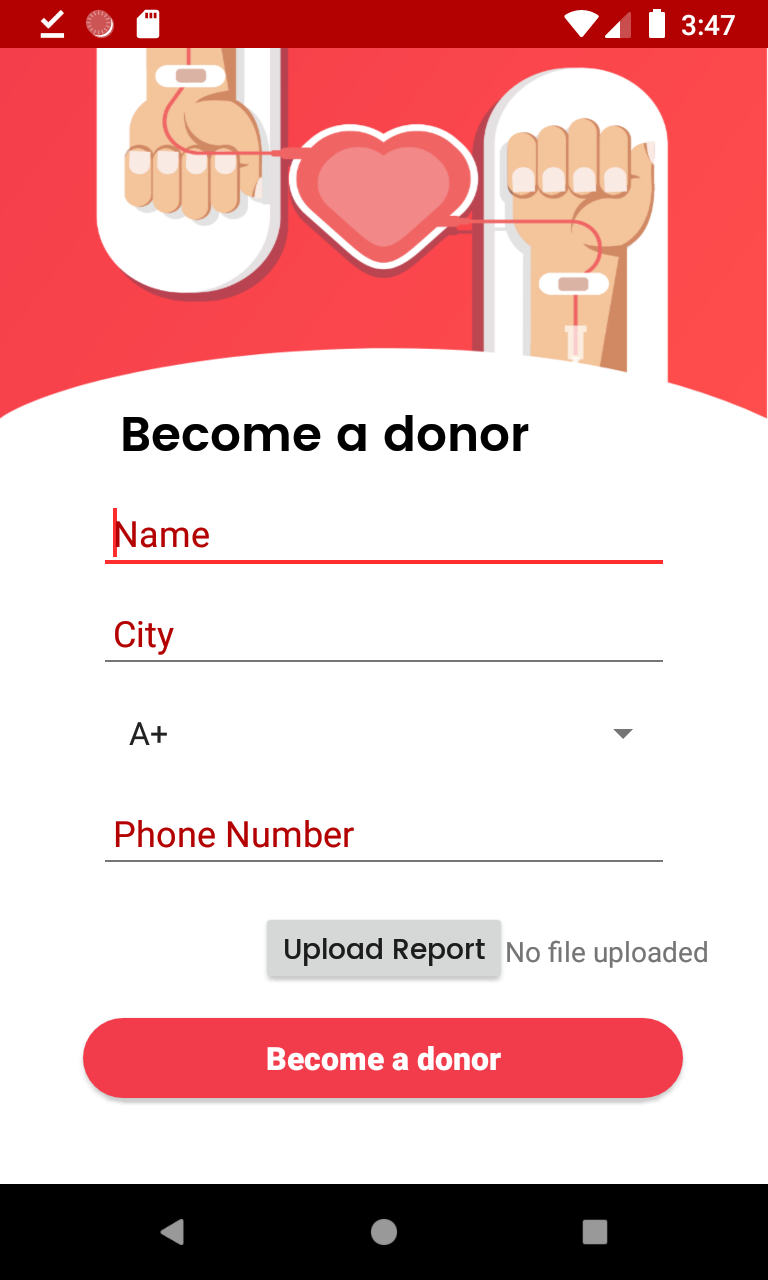 3:47
Become a donor
Name
City
A+
Phone Number
Upload Report No file uploaded
Become a donor